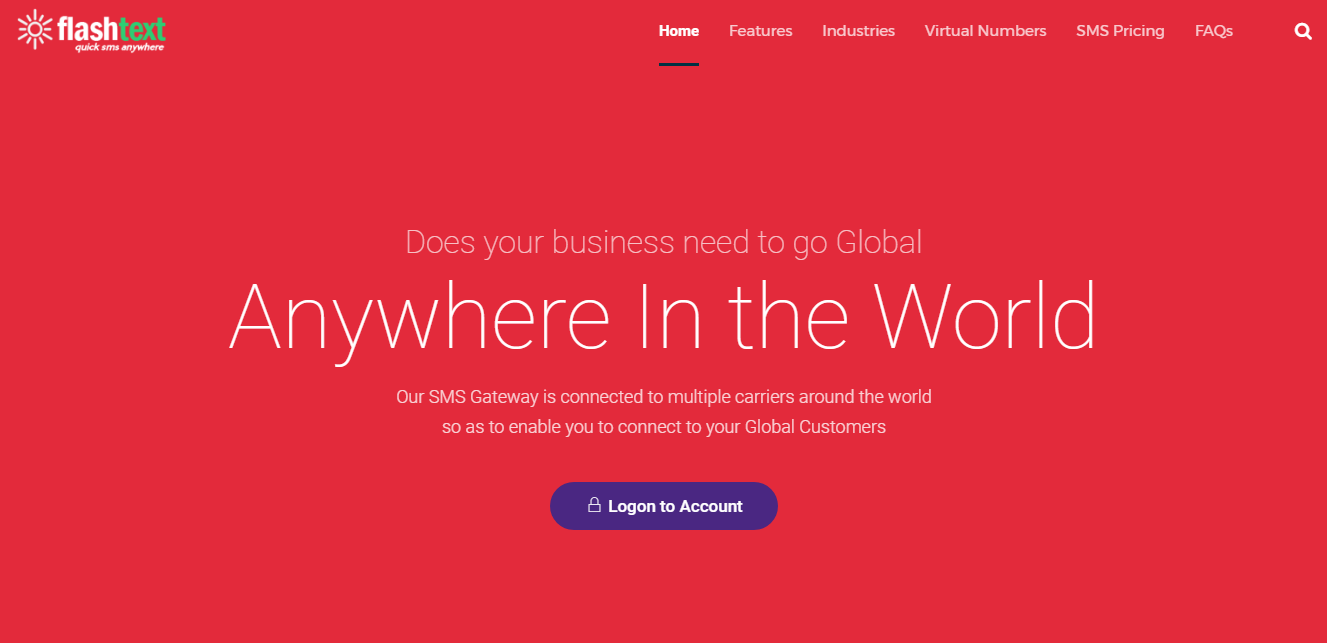 flashtext
quick sms anywhere
Home Features Industries Virtual Numbers SMS Pricing FAQs
Does your business need to go Global
Anywhere In the World
Our SMS Gateway is connected to multiple carriers around the world
so as to enable you to connect to your Global Customers
Logon to Account